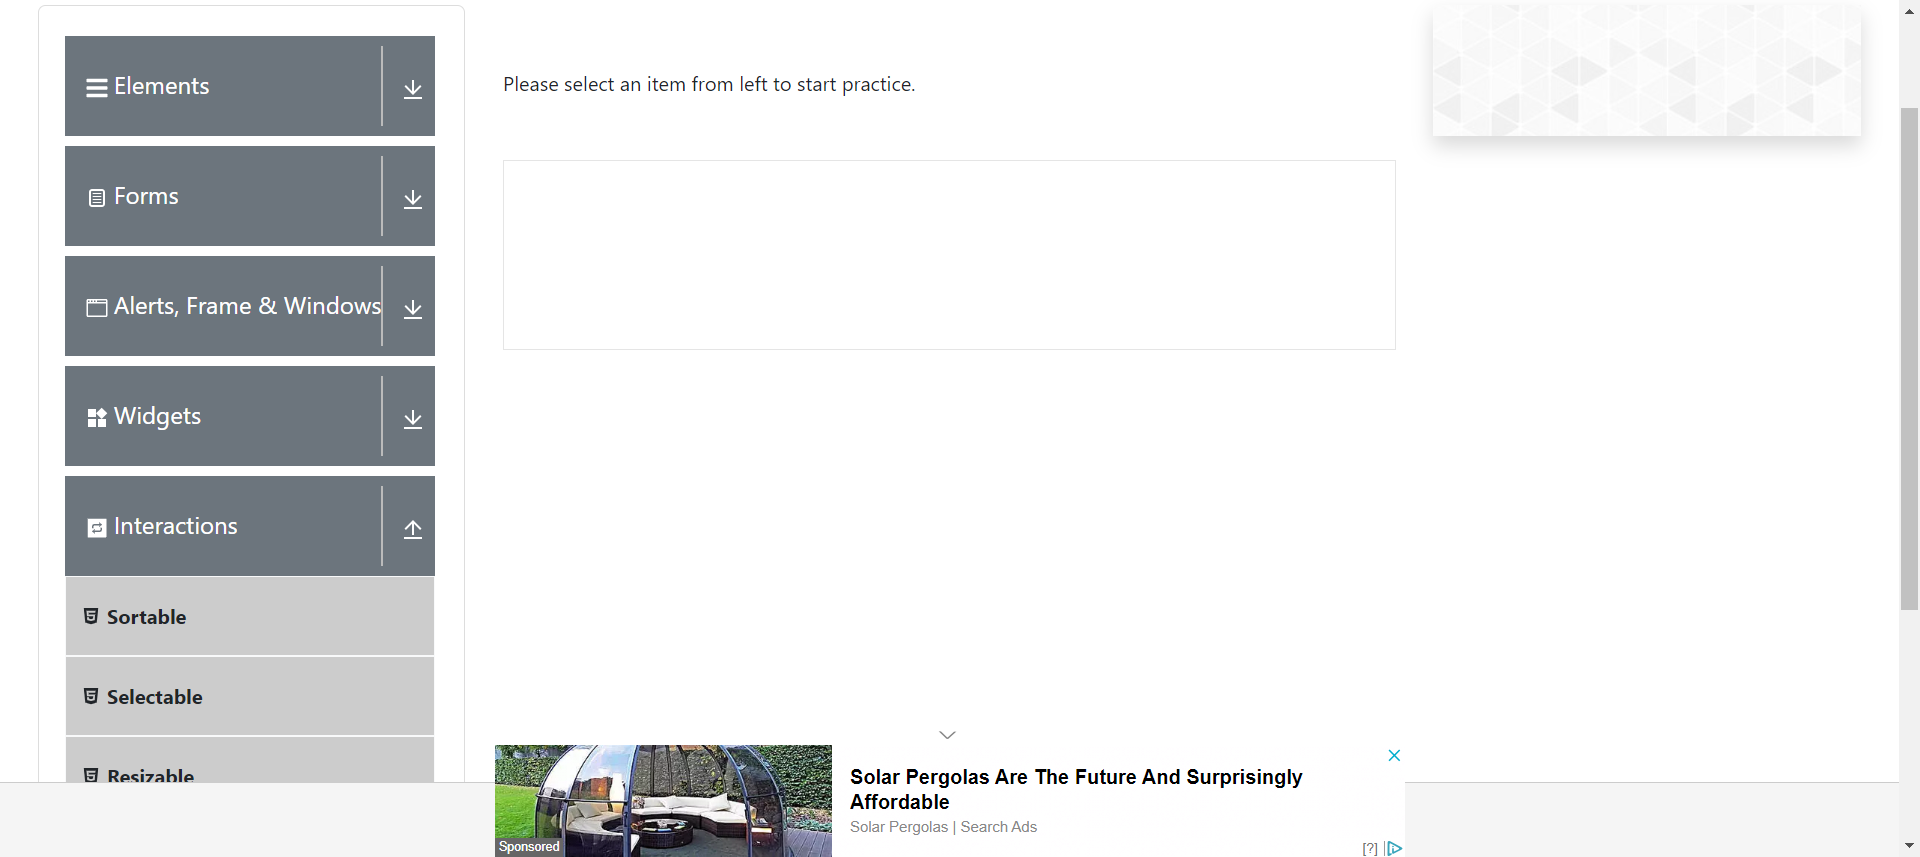 Elements
Forms
Alerts, Frame & Windows
Widgets
Interactions
Sortable
Selectable
Resizable
Please select an item from left to start practice.
Solar Pergolas Are The Future And Surprisingly
Affordable
Solar Pergolas | Search Ads
Sponsored
[?]